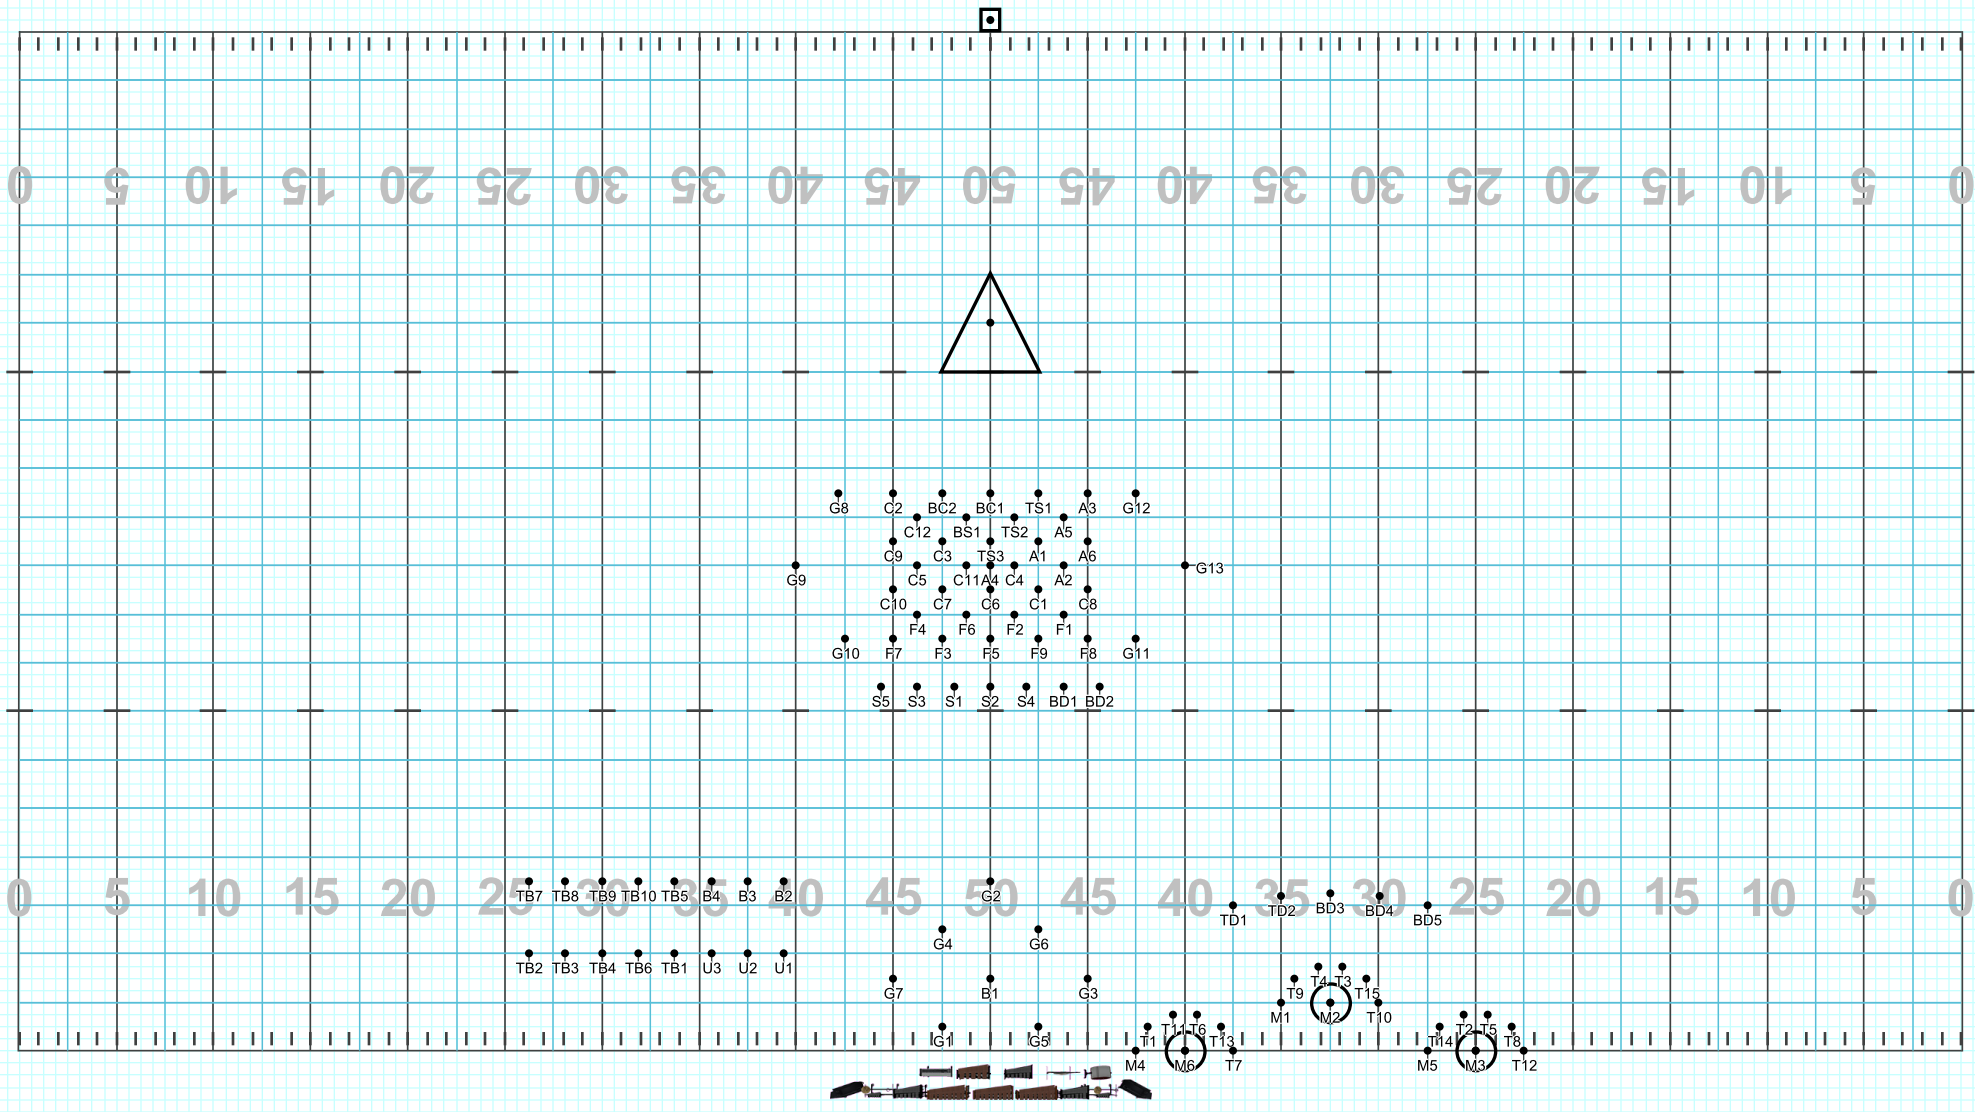 0 5 10 15 20 25 30 35 40 45 50 45 40 35 30 25 20 15 10 5 0
G8 C2 BC2 BC1 TS1 A3 G12
C12 BS1 TS2 A5
C9 C3 TS3 A1 A6
G9 C5 C11 A4 C4 A2 G13
C10 C7 C6 C1 C8
F4 F6 F2 F1
G10 F7 F3 F5 F9 F8 G11
S5 S3 S1 S2 S4 BD1 BD2
0 5 10 15 20 25 30 35 40 45 50 45 40 35 30 25 20 15 10 5 0
TB7 TB8 TB9 TB10 TB5 B4 B3 B2 G2
TD1 TD2 BD3 BD4 BD5
G4 G6
TB2 TB3 TB4 TB6 TB1 U3 U2 U1
T4 T3
G7 B1 G3 T9 T15
M1 M2 T10
T11 T6 T2 T5
G1 G5 T1 T13 T14 T8
M4 M6 T7 M5 M3 T12